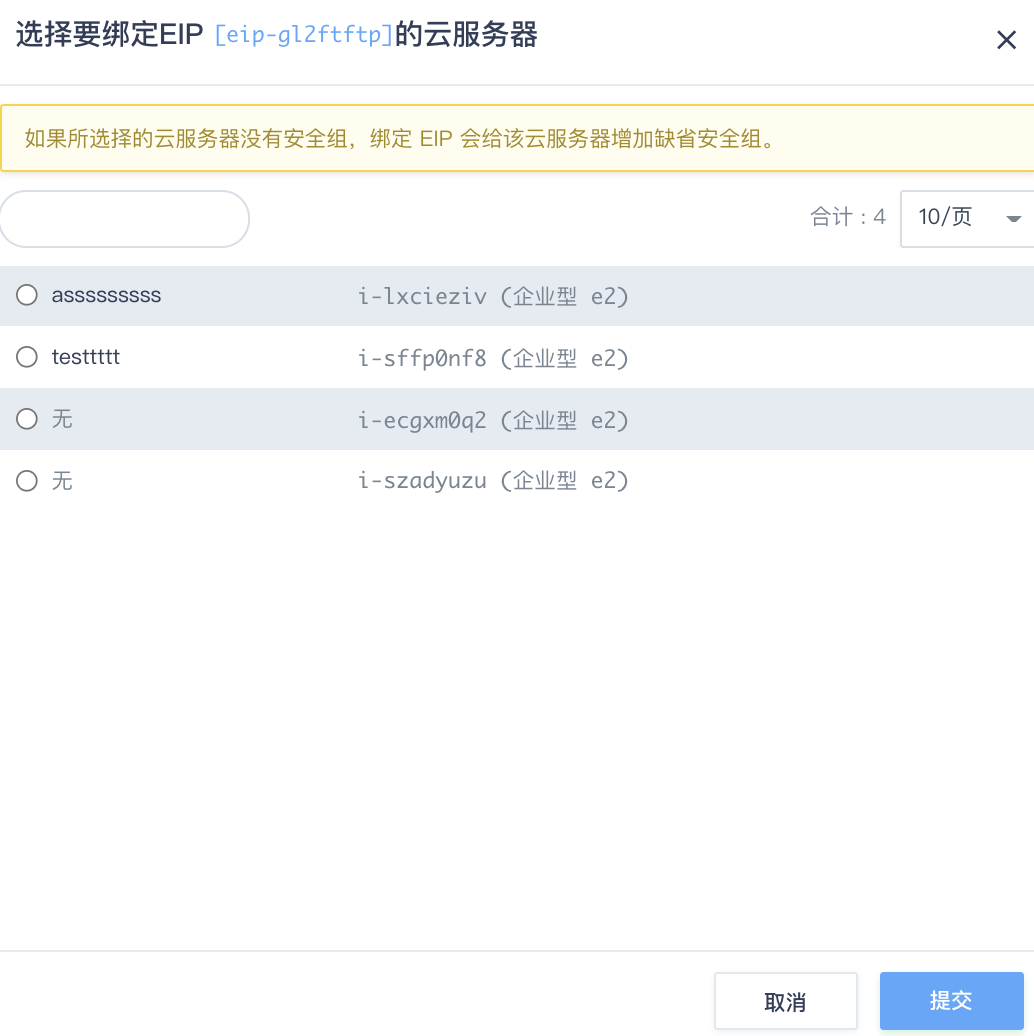 选择要绑定EIP [eip-gl2ftftp]的云服务器
如果所选择的云服务器没有安全组，绑定 EIP 会给该云服务器增加缺省安全组。
合计：4 10/页
asssssssss i-lxcieziv (企业型 e2)
testtttt i-sffp0nf8 (企业型 e2)
无 i-ecgxm0q2 (企业型 e2)
无 i-szadyuzu (企业型 e2)
取消 提交